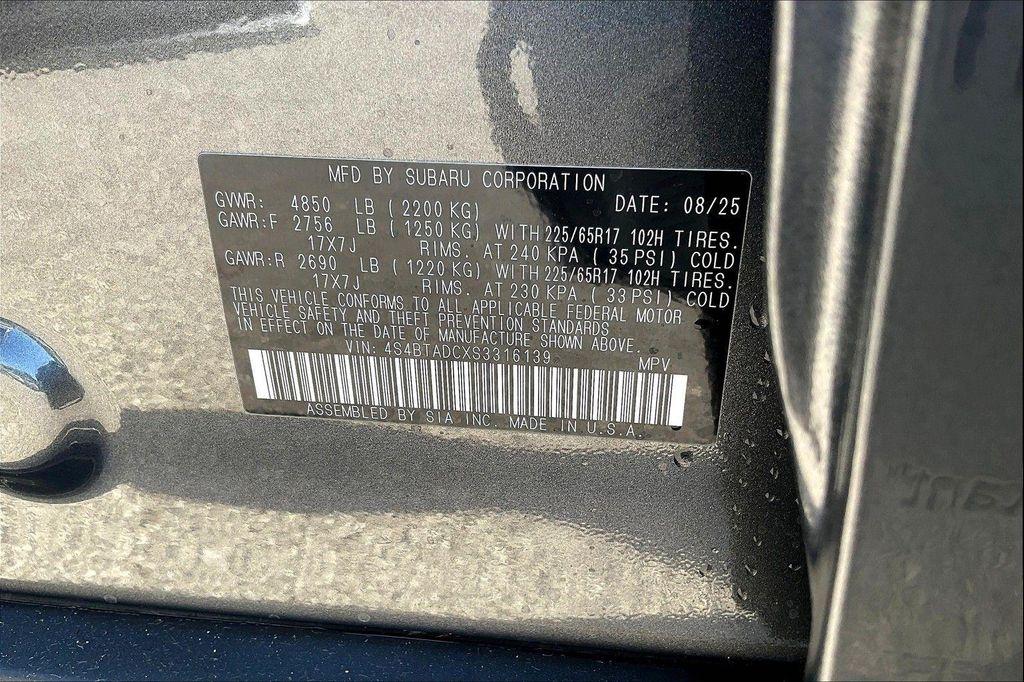 MFD BY SUBARU CORPORATION
GVWR: 4850 LB ( 2200 KG) DATE: 08/25
GAWR:F 2756 LB ( 1250 KG) WITH 225/65R17 102H TIRES.
17X7J RIMS. AT 240 KPA ( 35 PSI) COLD
GAWR:R 2690 LB ( 1220 KG) WITH 225/65R17 102H TIRES.
17X7J RIMS. AT 230 KPA ( 33 PSI) COLD
THIS VEHICLE CONFORMS TO ALL APPLICABLE FEDERAL MOTOR
VEHICLE SAFETY AND THEFT PREVENTION STANDARDS
IN EFFECT ON THE DATE OF MANUFACTURE SHOWN ABOVE.
VIN: 4S4BTADCXS3316139 MPV
ASSEMBLED BY SIA INC. MADE IN U.S.A.